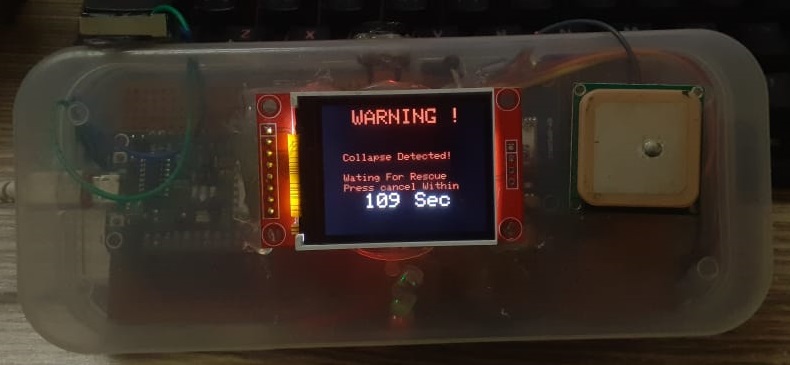 WARNING !
Collapse Detected!
Wating For Rescue
Press cancel Within
109 Sec